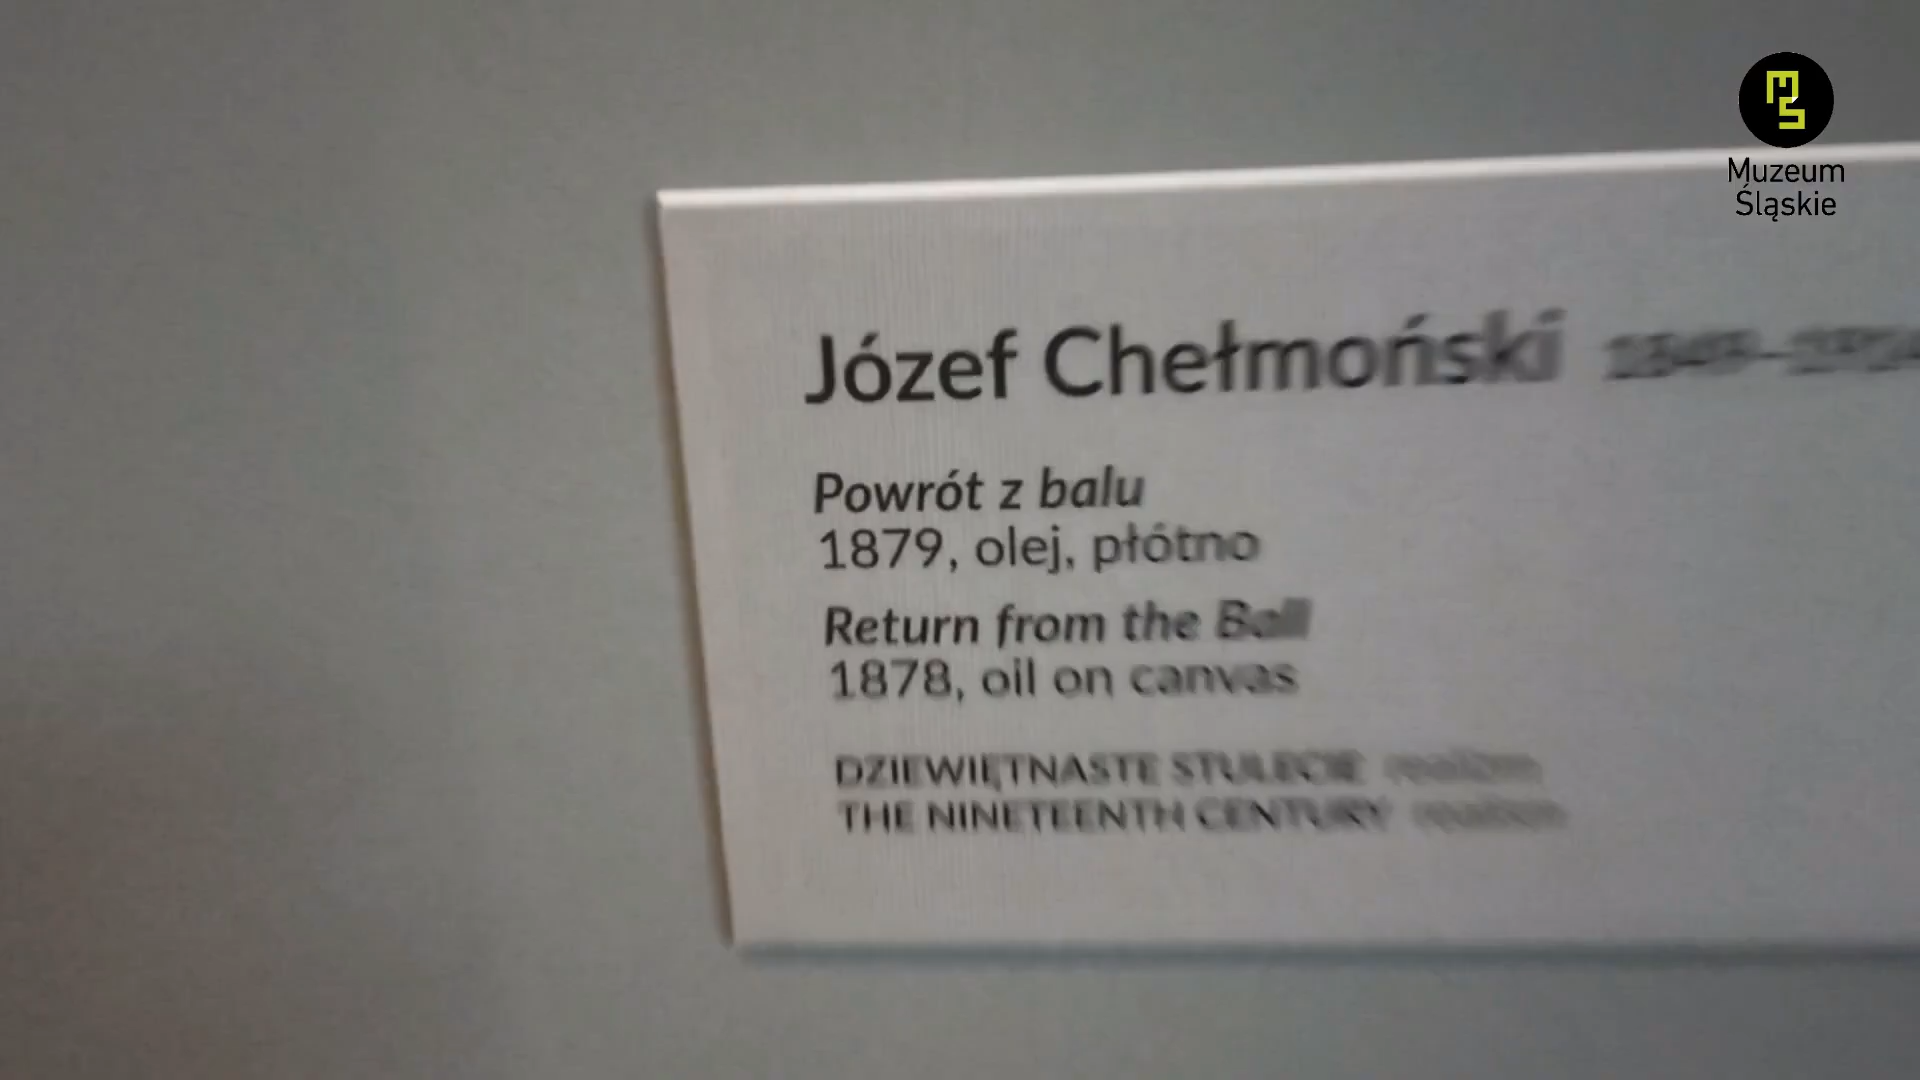 Muzeum
Śląskie
Józef Chełmoński
Powrót z balu
1879, olej, płótno
Return from the Ball
1878, oil on canvas
DZIEWIĘTNASTE STULECIE
THE NINETEENTH CENTURY